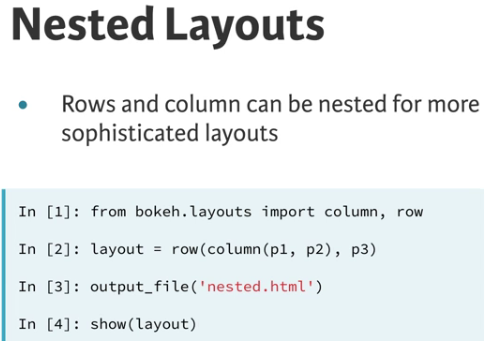 Nested Layouts
• Rows and column can be nested for more
sophisticated layouts
In [1]: from bokeh.layouts import column, row
In [2]: layout = row(column(p1, p2), p3)
In [3]: output_file('nested.html')
In [4]: show(layout)